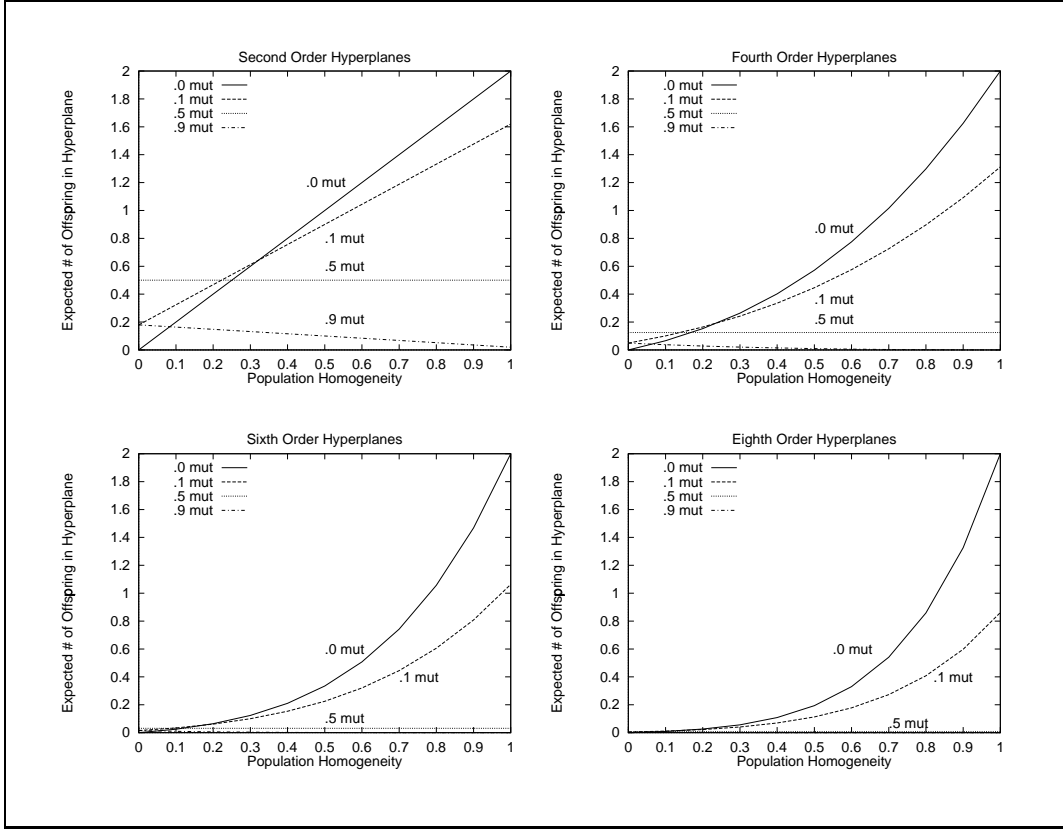 Second Order Hyperplanes
Expected # of Offspring in Hyperplane
2
1.8
1.6
1.4
1.2
1
0.8
0.6
0.4
0.2
0
.0 mut
.1 mut
.5 mut
.9 mut
.0 mut
.1 mut
.5 mut
.9 mut
0 0.1 0.2 0.3 0.4 0.5 0.6 0.7 0.8 0.9 1
Population Homogeneity
Fourth Order Hyperplanes
Expected # of Offspring in Hyperplane
2
1.8
1.6
1.4
1.2
1
0.8
0.6
0.4
0.2
0
.0 mut
.1 mut
.5 mut
.9 mut
.0 mut
.1 mut
.5 mut
0 0.1 0.2 0.3 0.4 0.5 0.6 0.7 0.8 0.9 1
Population Homogeneity
Sixth Order Hyperplanes
Expected # of Offspring in Hyperplane
2
1.8
1.6
1.4
1.2
1
0.8
0.6
0.4
0.2
0
.0 mut
.1 mut
.5 mut
.9 mut
.0 mut
.1 mut
.5 mut
0 0.1 0.2 0.3 0.4 0.5 0.6 0.7 0.8 0.9 1
Population Homogeneity
Eighth Order Hyperplanes
Expected # of Offspring in Hyperplane
2
1.8
1.6
1.4
1.2
1
0.8
0.6
0.4
0.2
0
.0 mut
.1 mut
.5 mut
.9 mut
.0 mut
.1 mut
.5 mut
0 0.1 0.2 0.3 0.4 0.5 0.6 0.7 0.8 0.9 1
Population Homogeneity